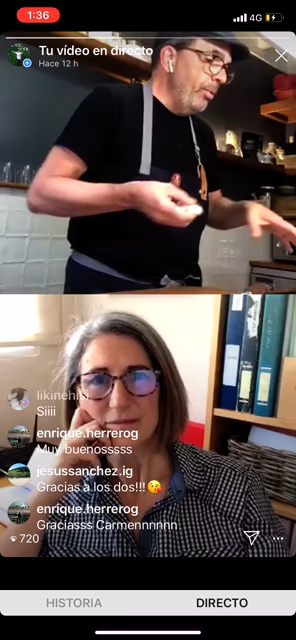 1:36
4G
Tu vídeo en directo
Hace 12 h
likinehidi
Siiii
enrique.herrerog
Muy buenosssss
jesussanchez.ig
Gracias a los dos!!!😘
enrique.herrerog
Graciasss Carmennnnnn
720
HISTORIA
DIRECTO